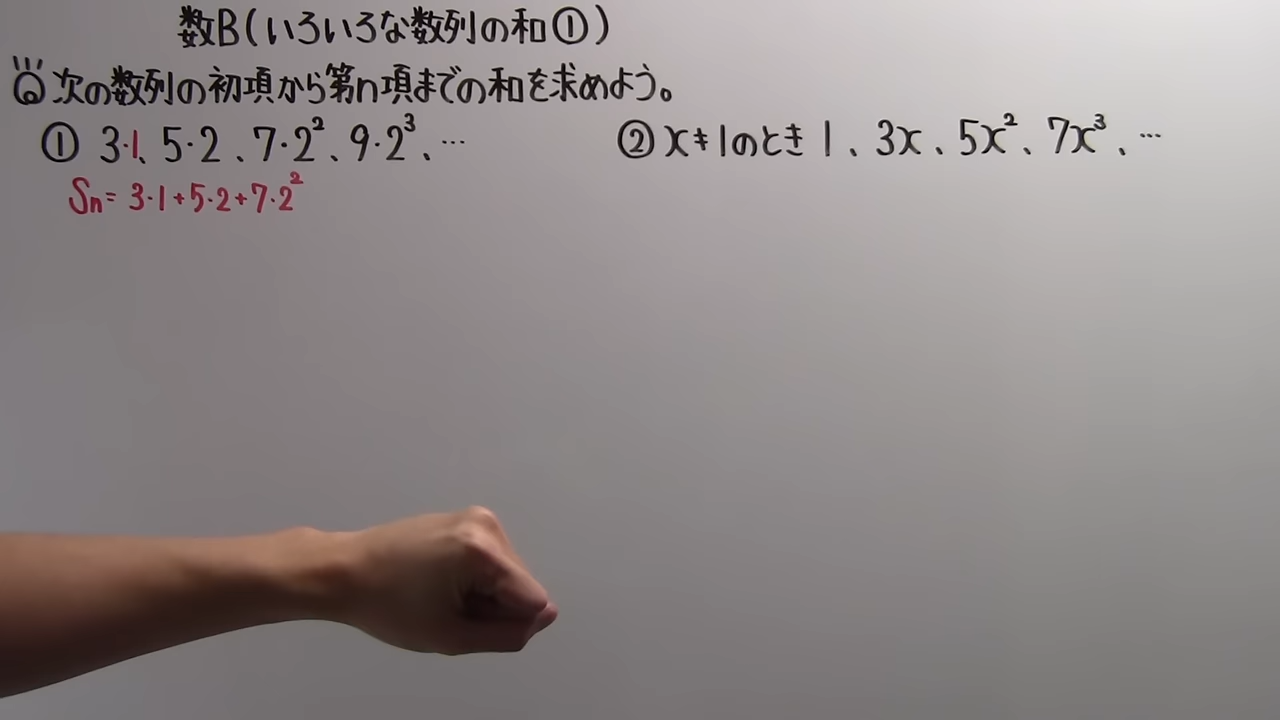 数B(いろいろな数列の和①)
Q 次の数列の初項から第n項までの和を求めよう。
① 3・1、5・2、7・2²、9・2³、…
② x≠1のとき 1、3x、5x²、7x³、…
Sn= 3・1+5・2+7・2²